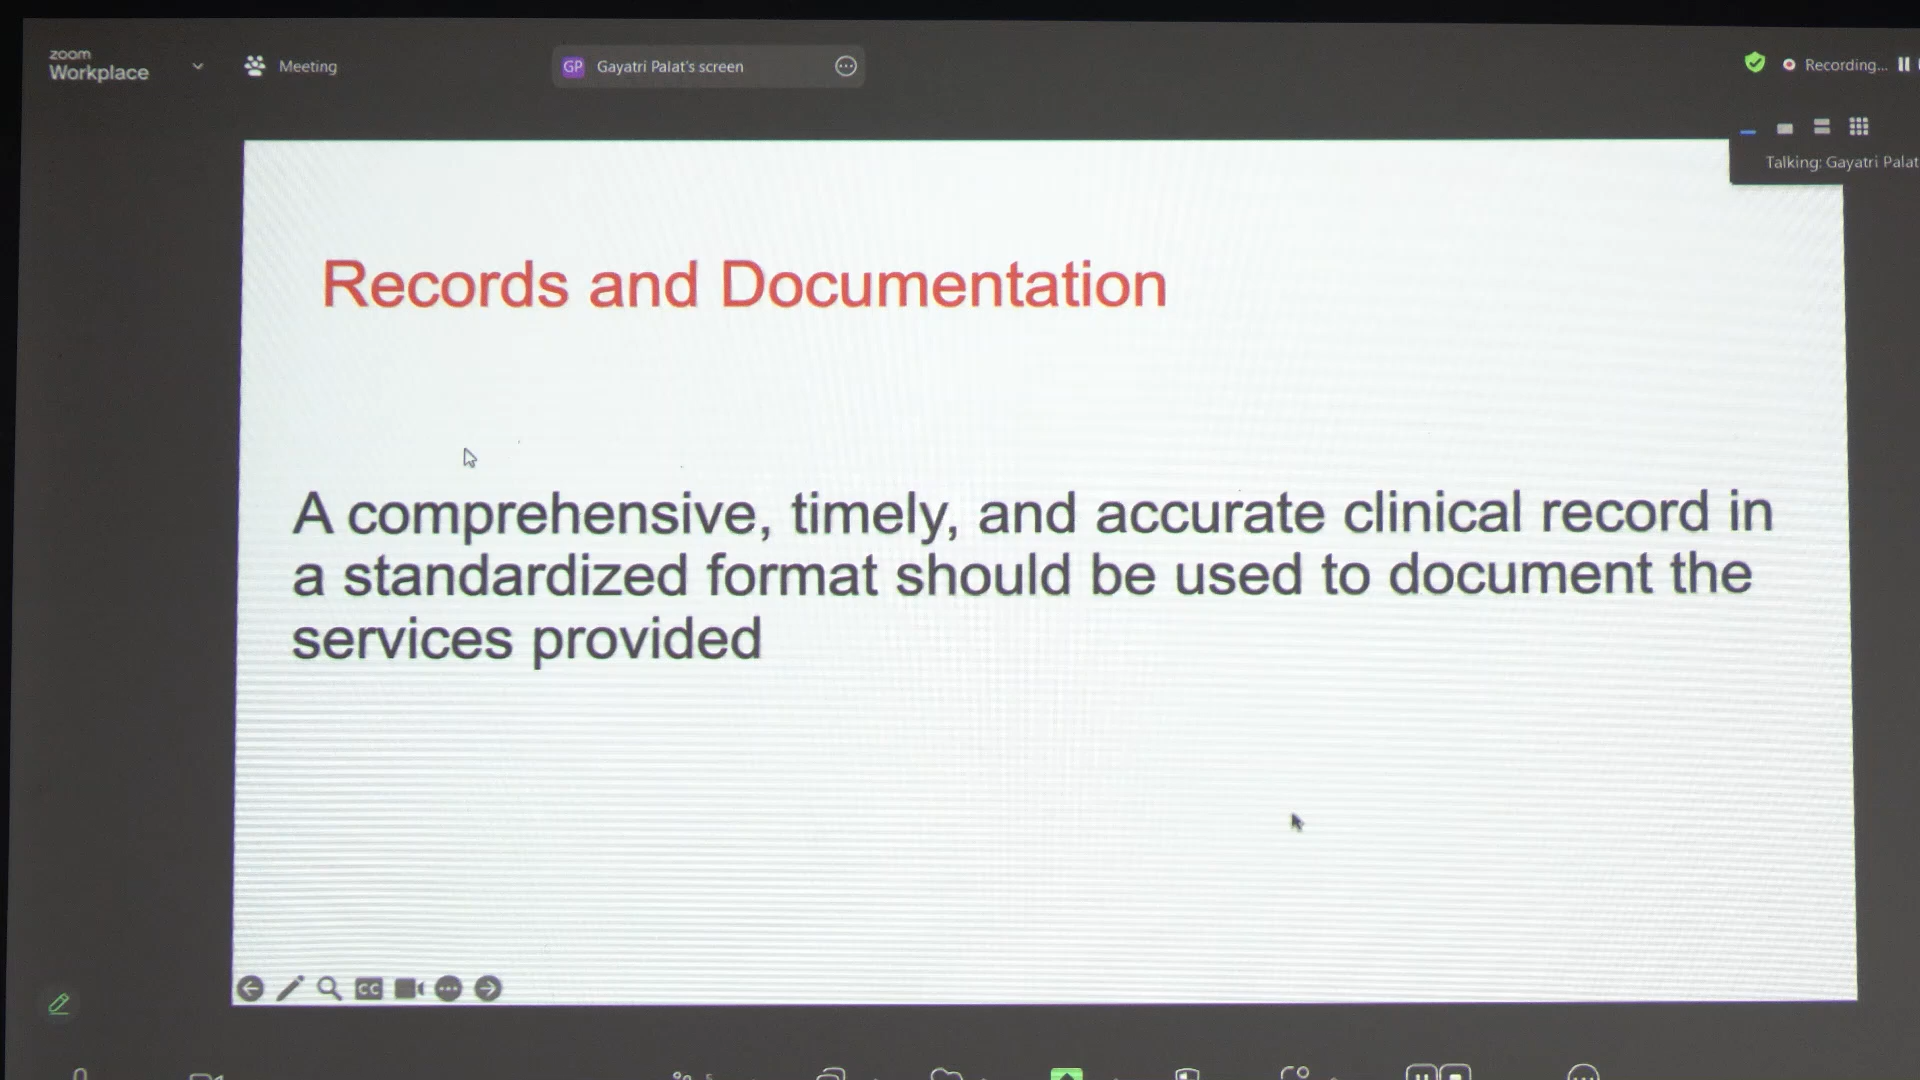 zoom
Workplace
Meeting
GP Gayatri Palat's screen
Recording...
Talking: Gayatri Palat
Records and Documentation
A comprehensive, timely, and accurate clinical record in
a standardized format should be used to document the
services provided
CC